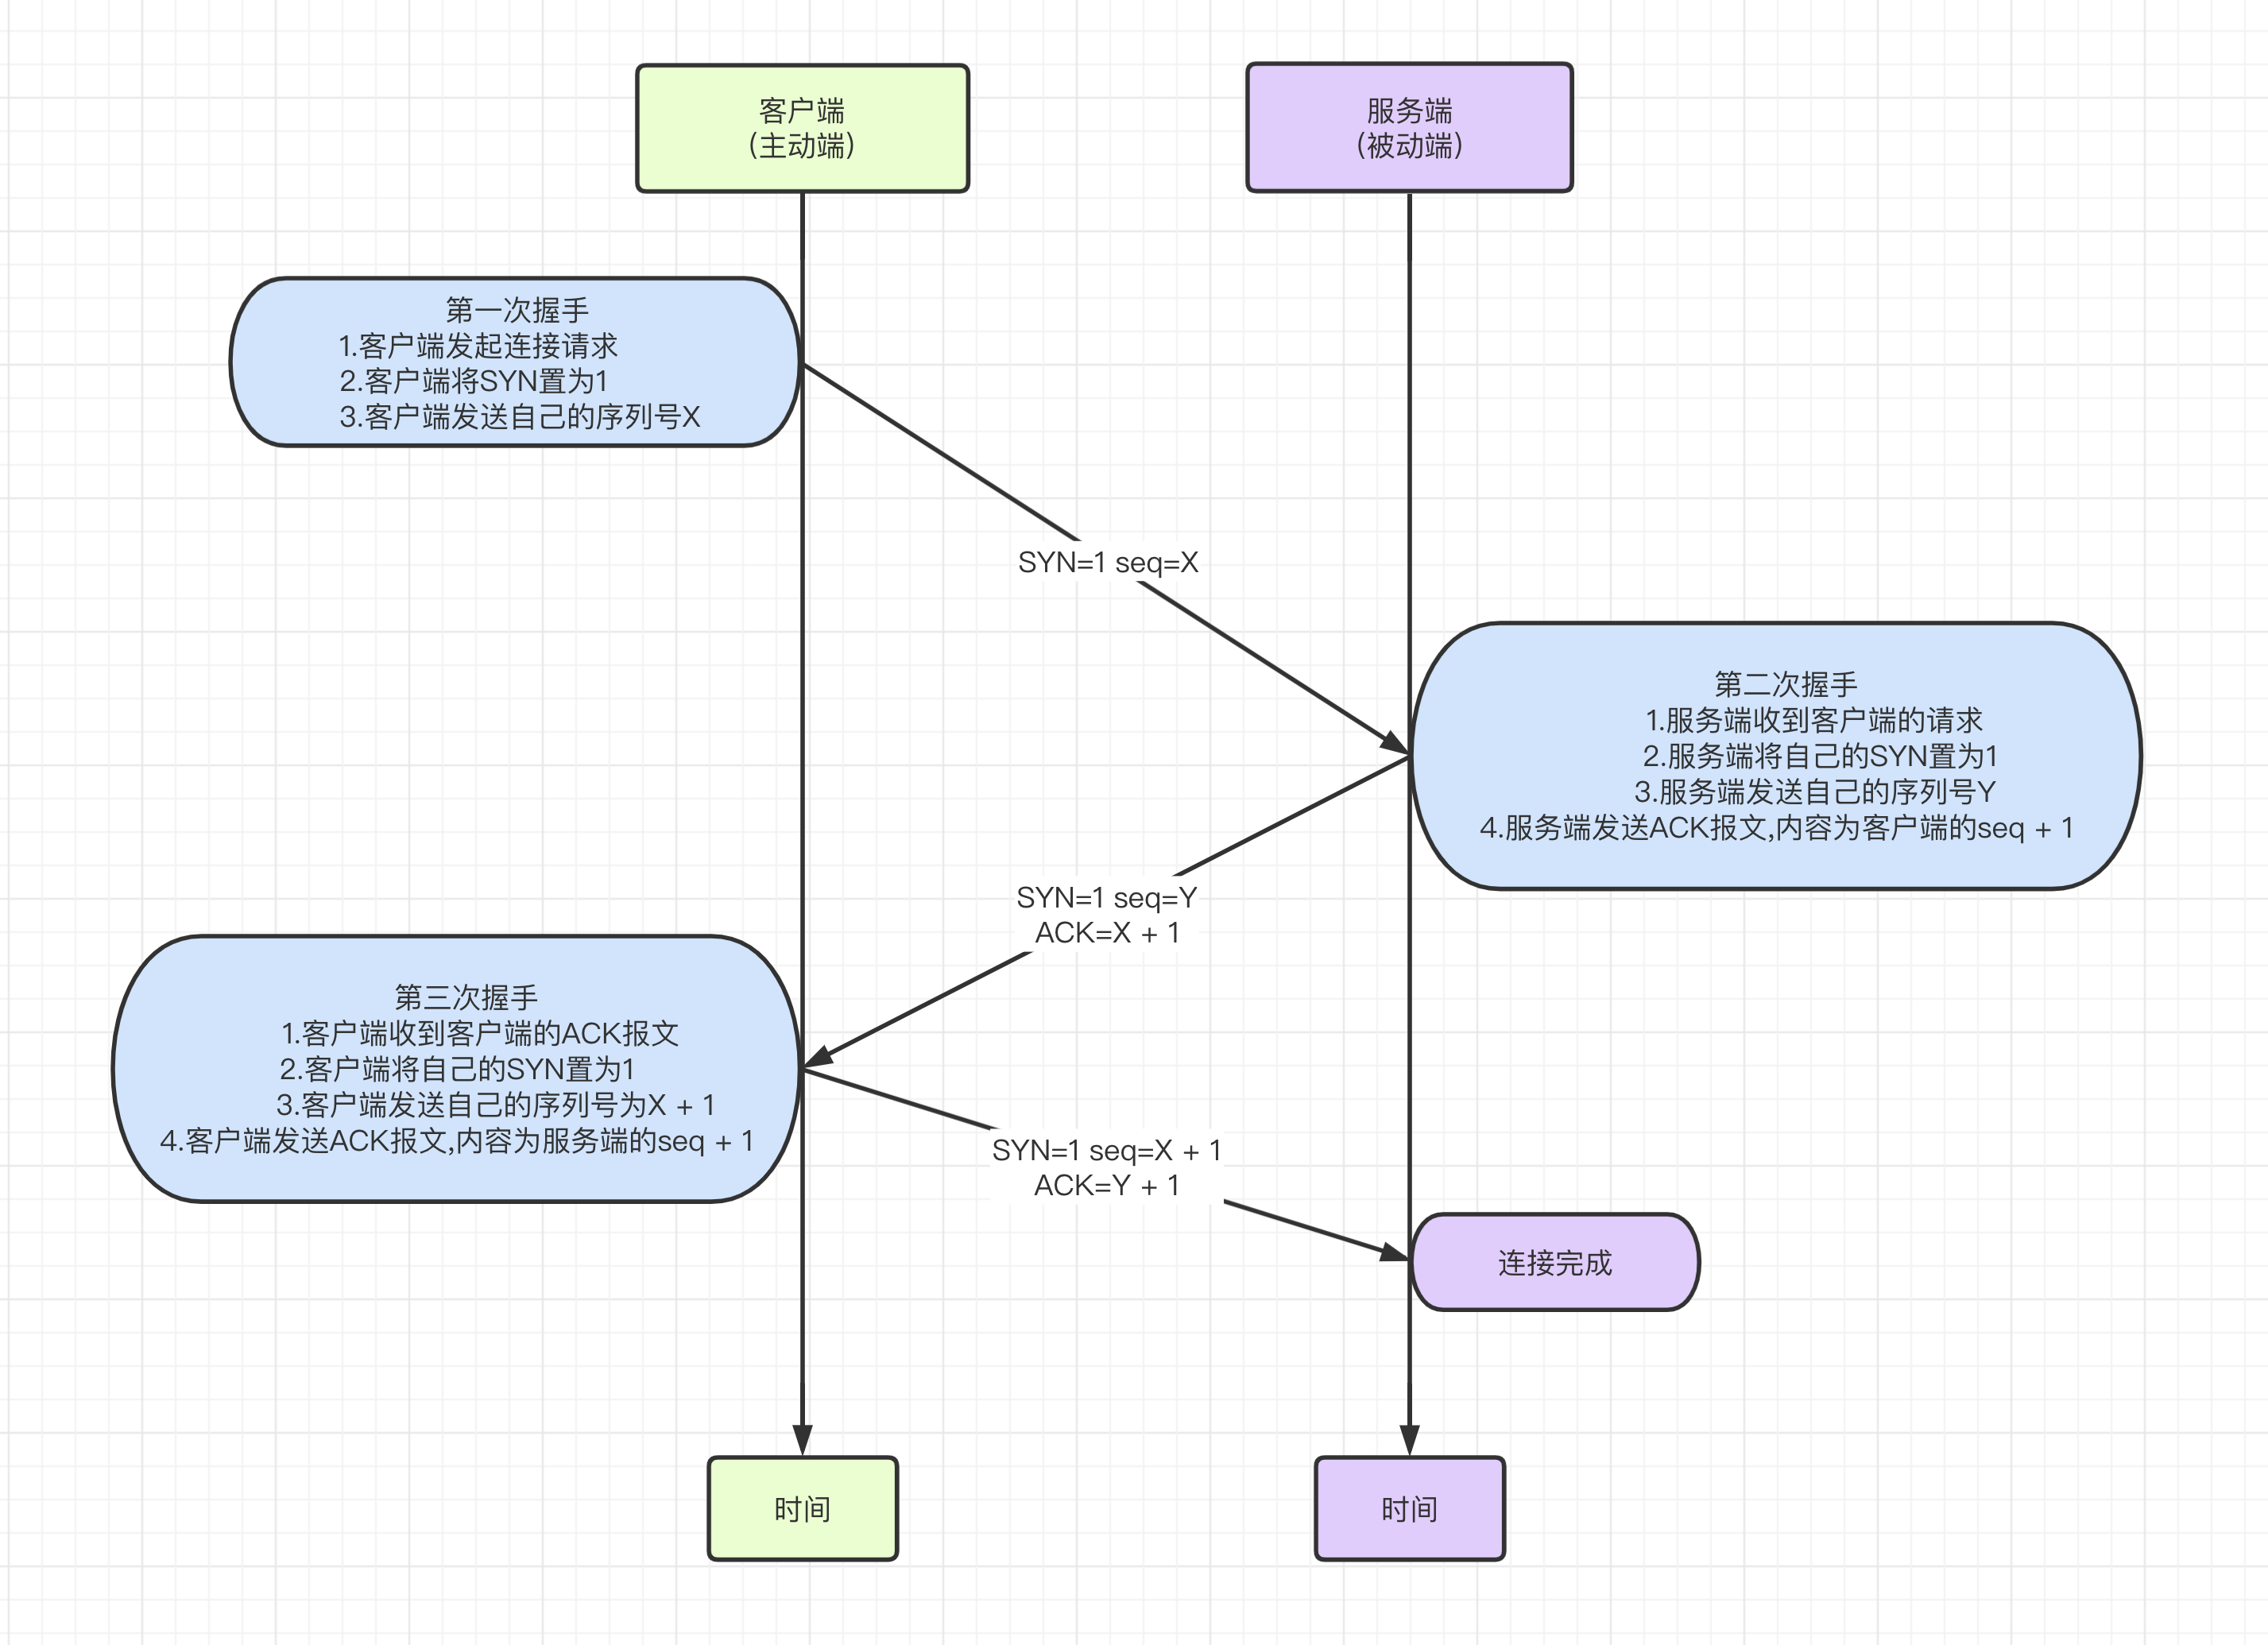 客户端
(主动端)
服务端
(被动端)
第一次握手
1.客户端发起连接请求
2.客户端将SYN置为1
3.客户端发送自己的序列号X
SYN=1 seq=X
第二次握手
1.服务端收到客户端的请求
2.服务端将自己的SYN置为1
3.服务端发送自己的序列号Y
4.服务端发送ACK报文,内容为客户端的seq + 1
SYN=1 seq=Y
ACK=X + 1
第三次握手
1.客户端收到客户端的ACK报文
2.客户端将自己的SYN置为1
3.客户端发送自己的序列号为X + 1
4.客户端发送ACK报文,内容为服务端的seq + 1
SYN=1 seq=X + 1
ACK=Y + 1
连接完成
时间
时间